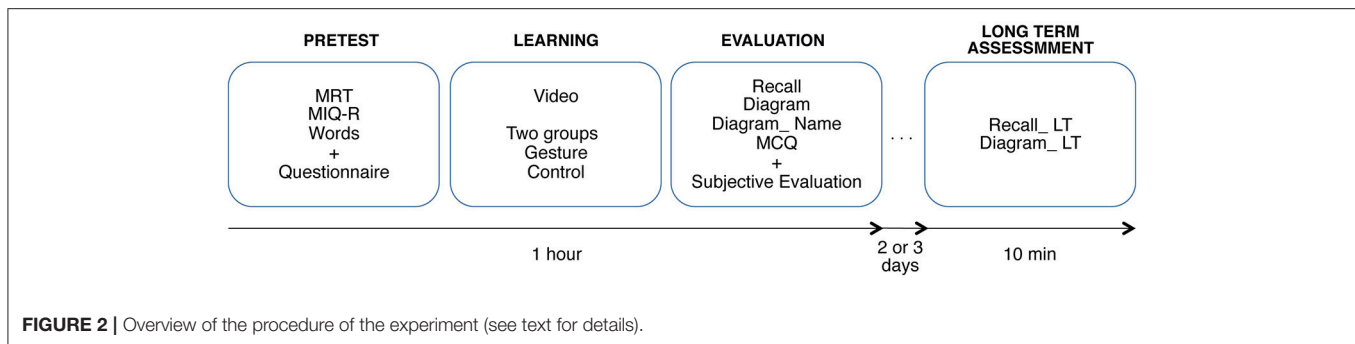 PRETEST
MRT
MIQ-R
Words
+
Questionnaire
LEARNING
Video
Two groups
Gesture
Control
EVALUATION
Recall
Diagram
Diagram_ Name
MCQ
+
Subjective Evaluation
. . .
LONG TERM
ASSESSMMENT
Recall_ LT
Diagram_ LT
1 hour
2 or 3
days
10 min
FIGURE 2 | Overview of the procedure of the experiment (see text for details).